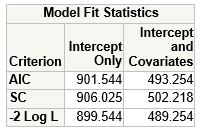 Model Fit Statistics
Criterion Intercept Only Intercept and Covariates
AIC 901.544 493.254
SC 906.025 502.218
-2 Log L 899.544 489.254